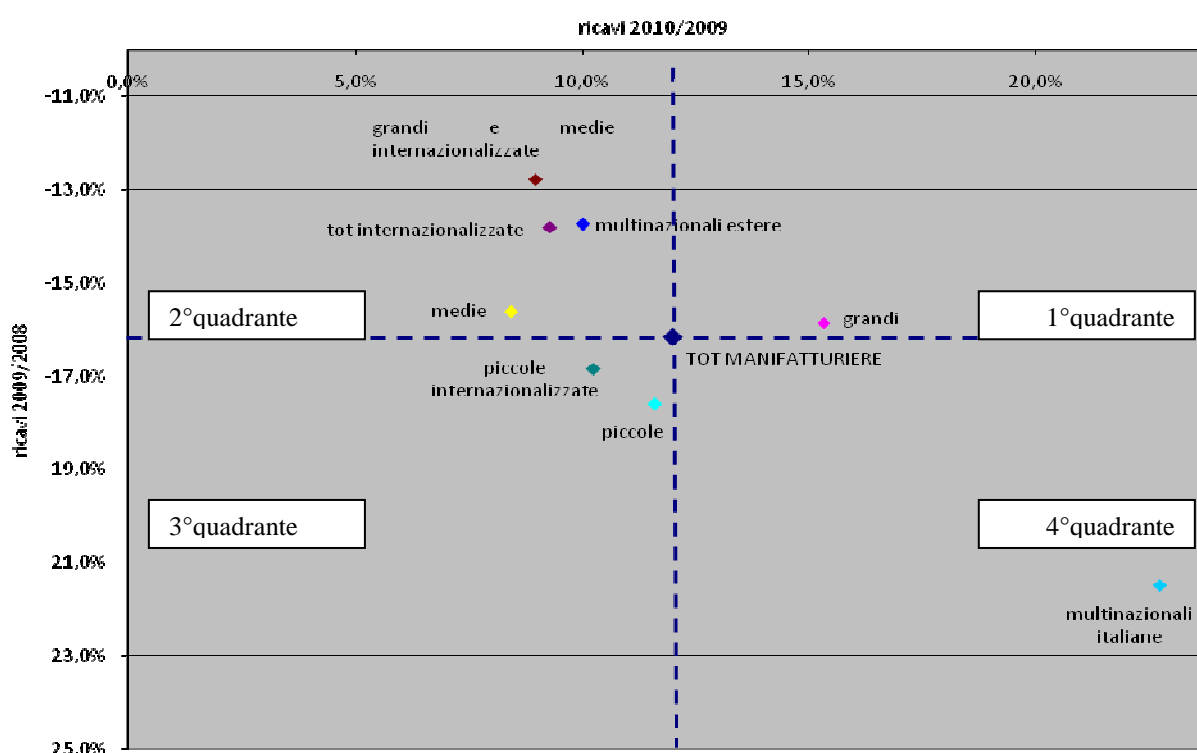 ricavi 2010/2009
0,0%
5,0%
10,0%
15,0%
20,0%
-11,0%
grandi e medie
internazionalizzate
-13,0%
tot internazionalizzate
multinazionali estere
-15,0%
2°quadrante
medie
grandi
1°quadrante
ricavi 2009/2008
TOT MANIFATTURIERE
-17,0%
piccole
internazionalizzate
piccole
19,0%
3°quadrante
4°quadrante
21,0%
multinazionali
italiane
23,0%
25,0%